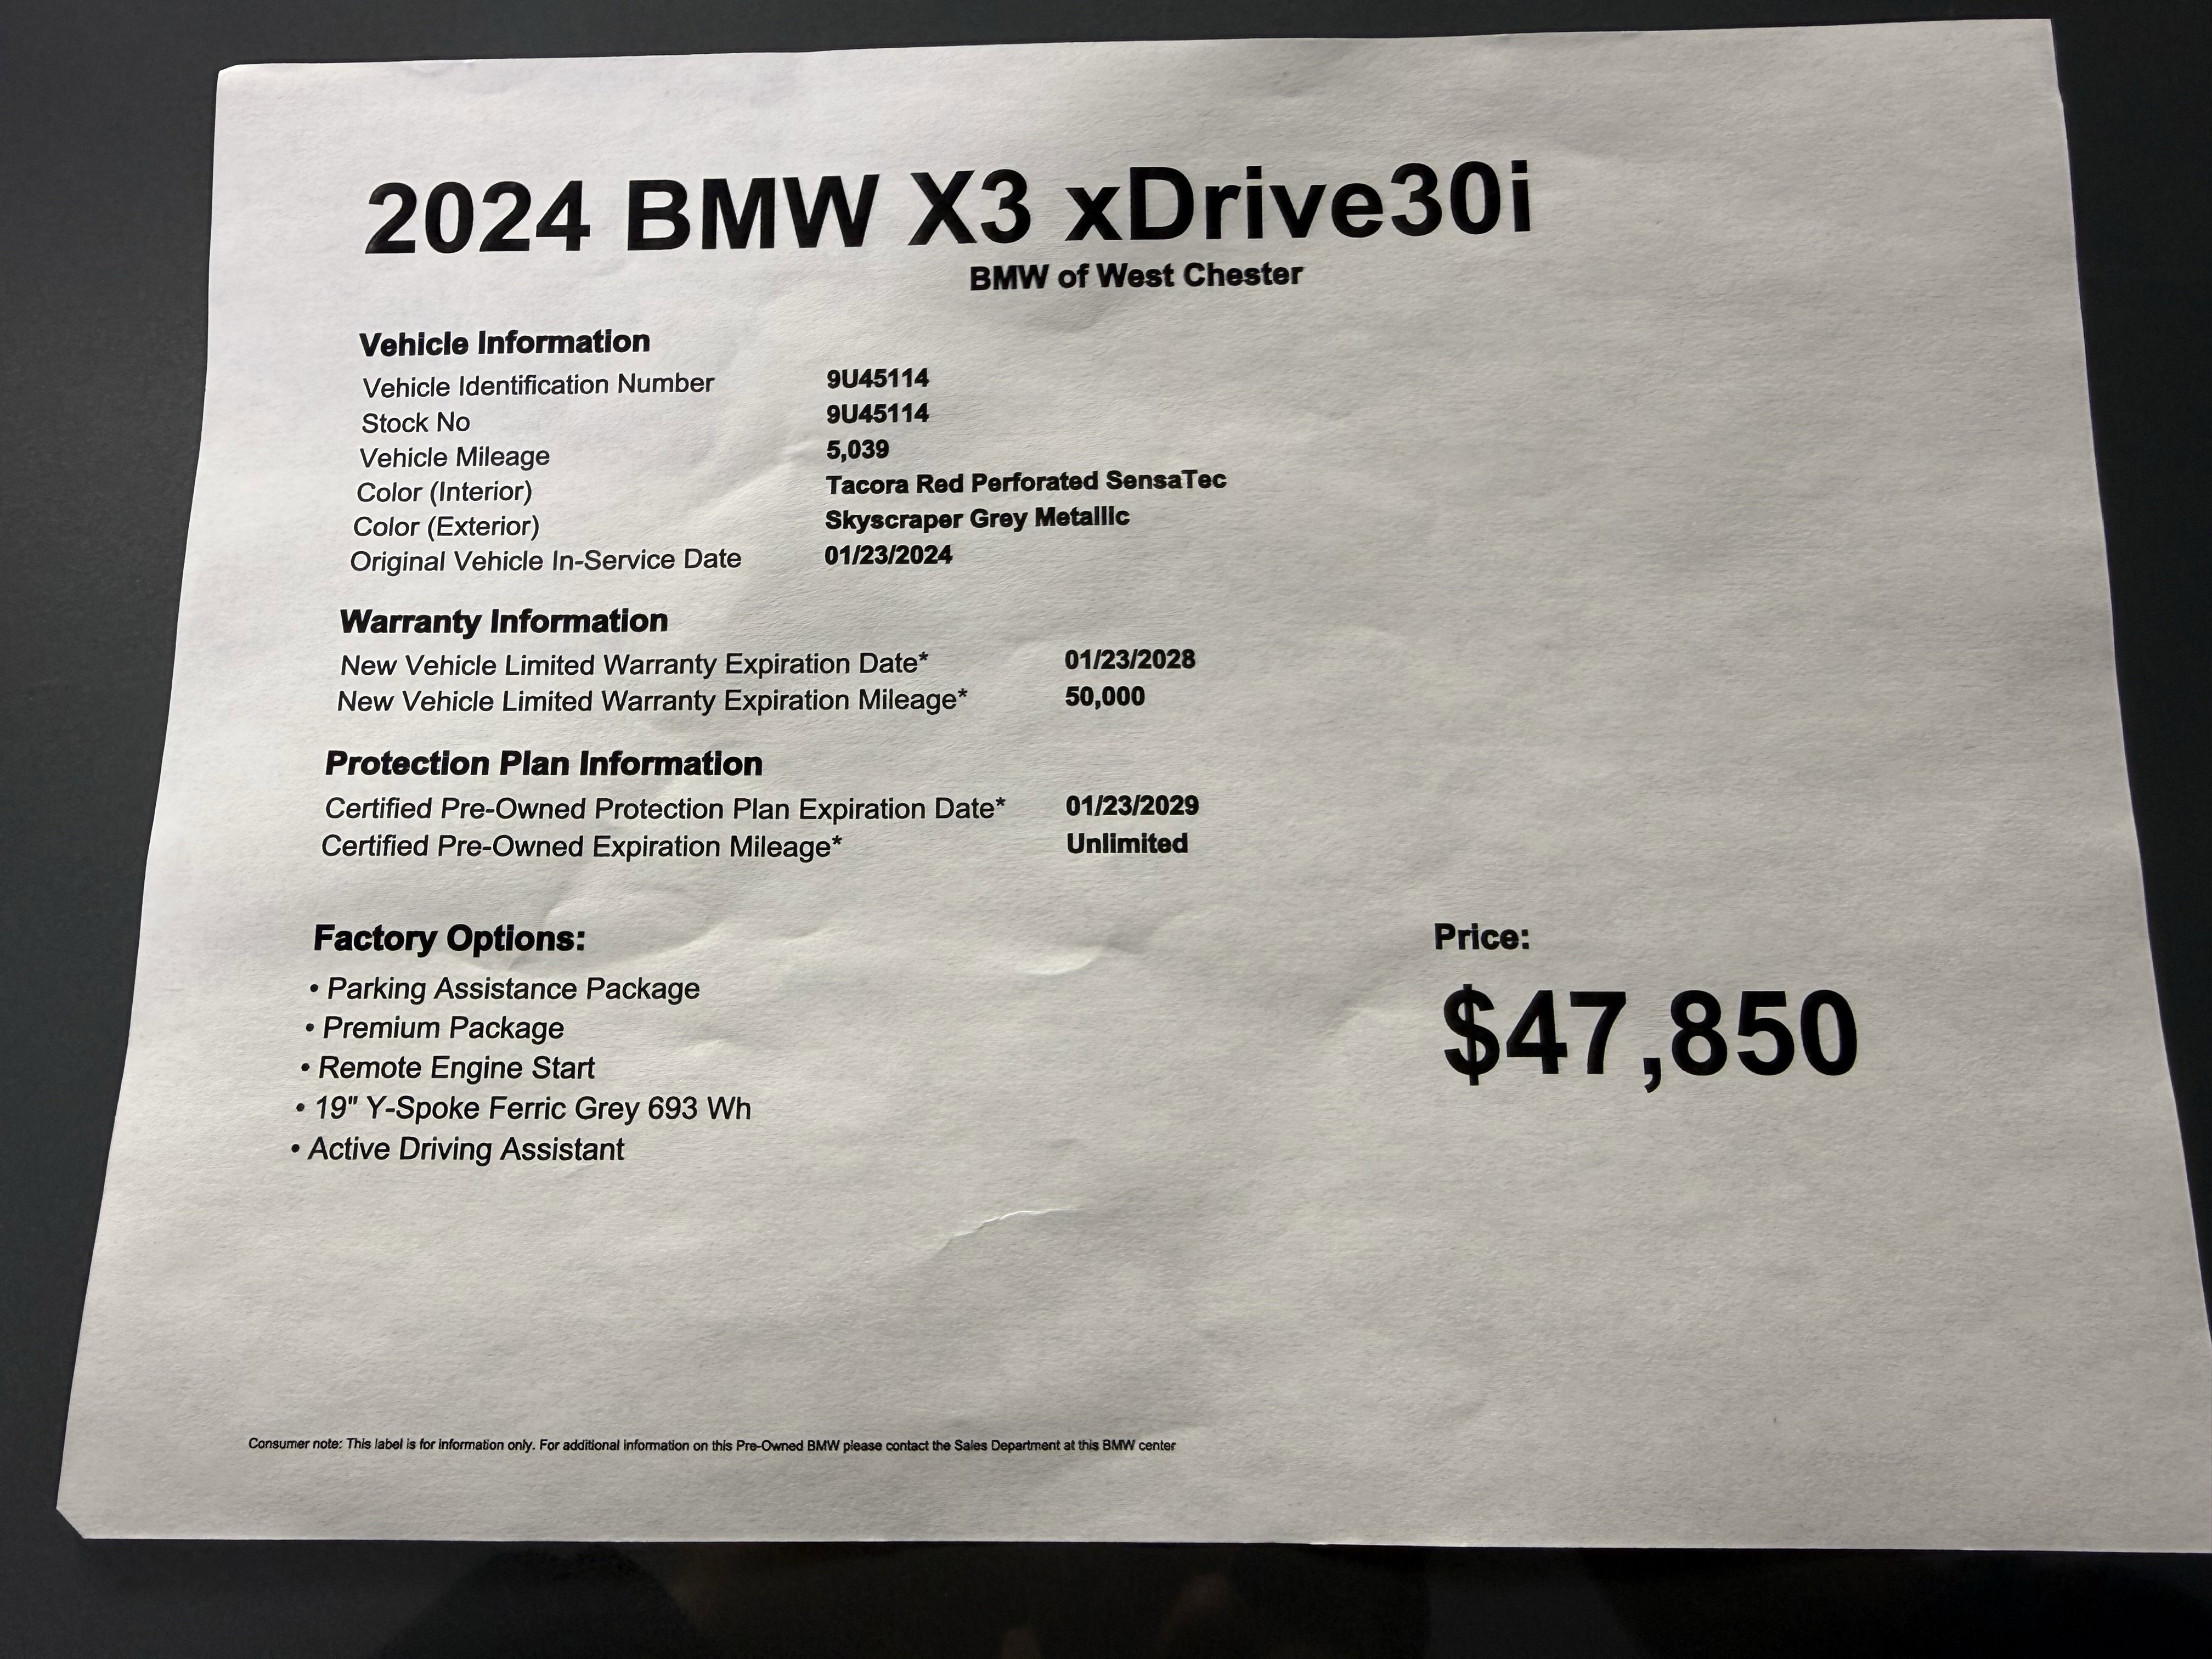 2024 BMW X3 xDrive30i
BMW of West Chester
Vehicle Information
Vehicle Identification Number 9U45114
Stock No 9U45114
Vehicle Mileage 5,039
Color (Interior) Tacora Red Perforated SensaTec
Color (Exterior) Skyscraper Grey Metallic
Original Vehicle In-Service Date 01/23/2024
Warranty Information
New Vehicle Limited Warranty Expiration Date* 01/23/2028
New Vehicle Limited Warranty Expiration Mileage* 50,000
Protection Plan Information
Certified Pre-Owned Protection Plan Expiration Date* 01/23/2029
Certified Pre-Owned Expiration Mileage* Unlimited
Factory Options:
• Parking Assistance Package
• Premium Package
• Remote Engine Start
• 19" Y-Spoke Ferric Grey 693 Wh
• Active Driving Assistant
Price:
$47,850
Consumer note: This label is for information only. For additional information on this Pre-Owned BMW please contact the Sales Department at this BMW center